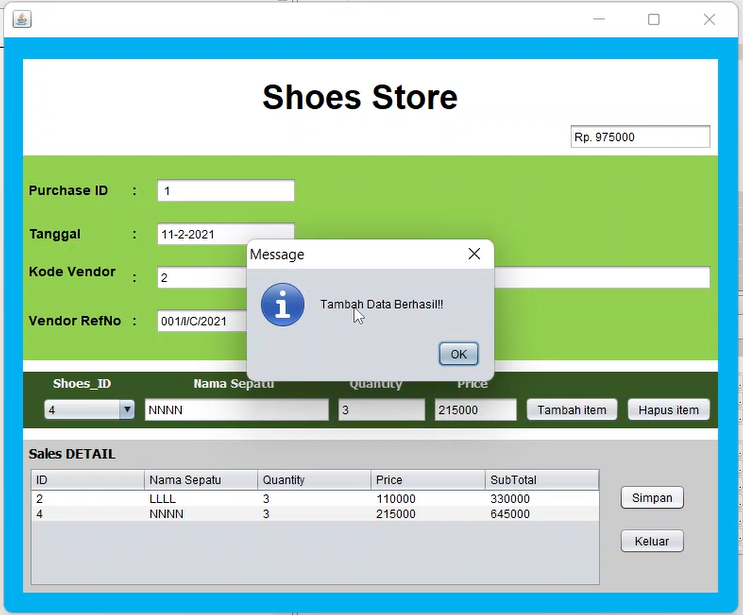 Shoes Store
Rp. 975000
Purchase ID : 1
Tanggal : 11-2-2021
Kode Vendor : 2
Vendor RefNo : 001/I/C/2021
Message
Tambah Data Berhasil!!
OK
Shoes_ID Nama Sepatu Quantity Price
4 NNNN 3 215000 Tambah item Hapus item
Sales DETAIL
ID Nama Sepatu Quantity Price SubTotal
2 LLLL 3 110000 330000
4 NNNN 3 215000 645000
Simpan
Keluar